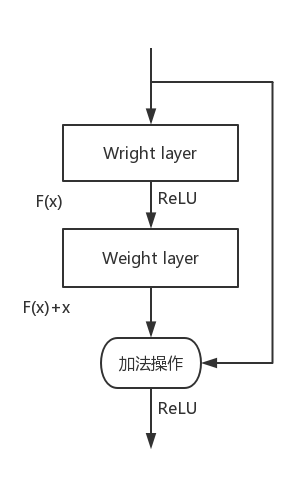 Wright layer
F(x)
ReLU
Weight layer
F(x)+x
加法操作
ReLU